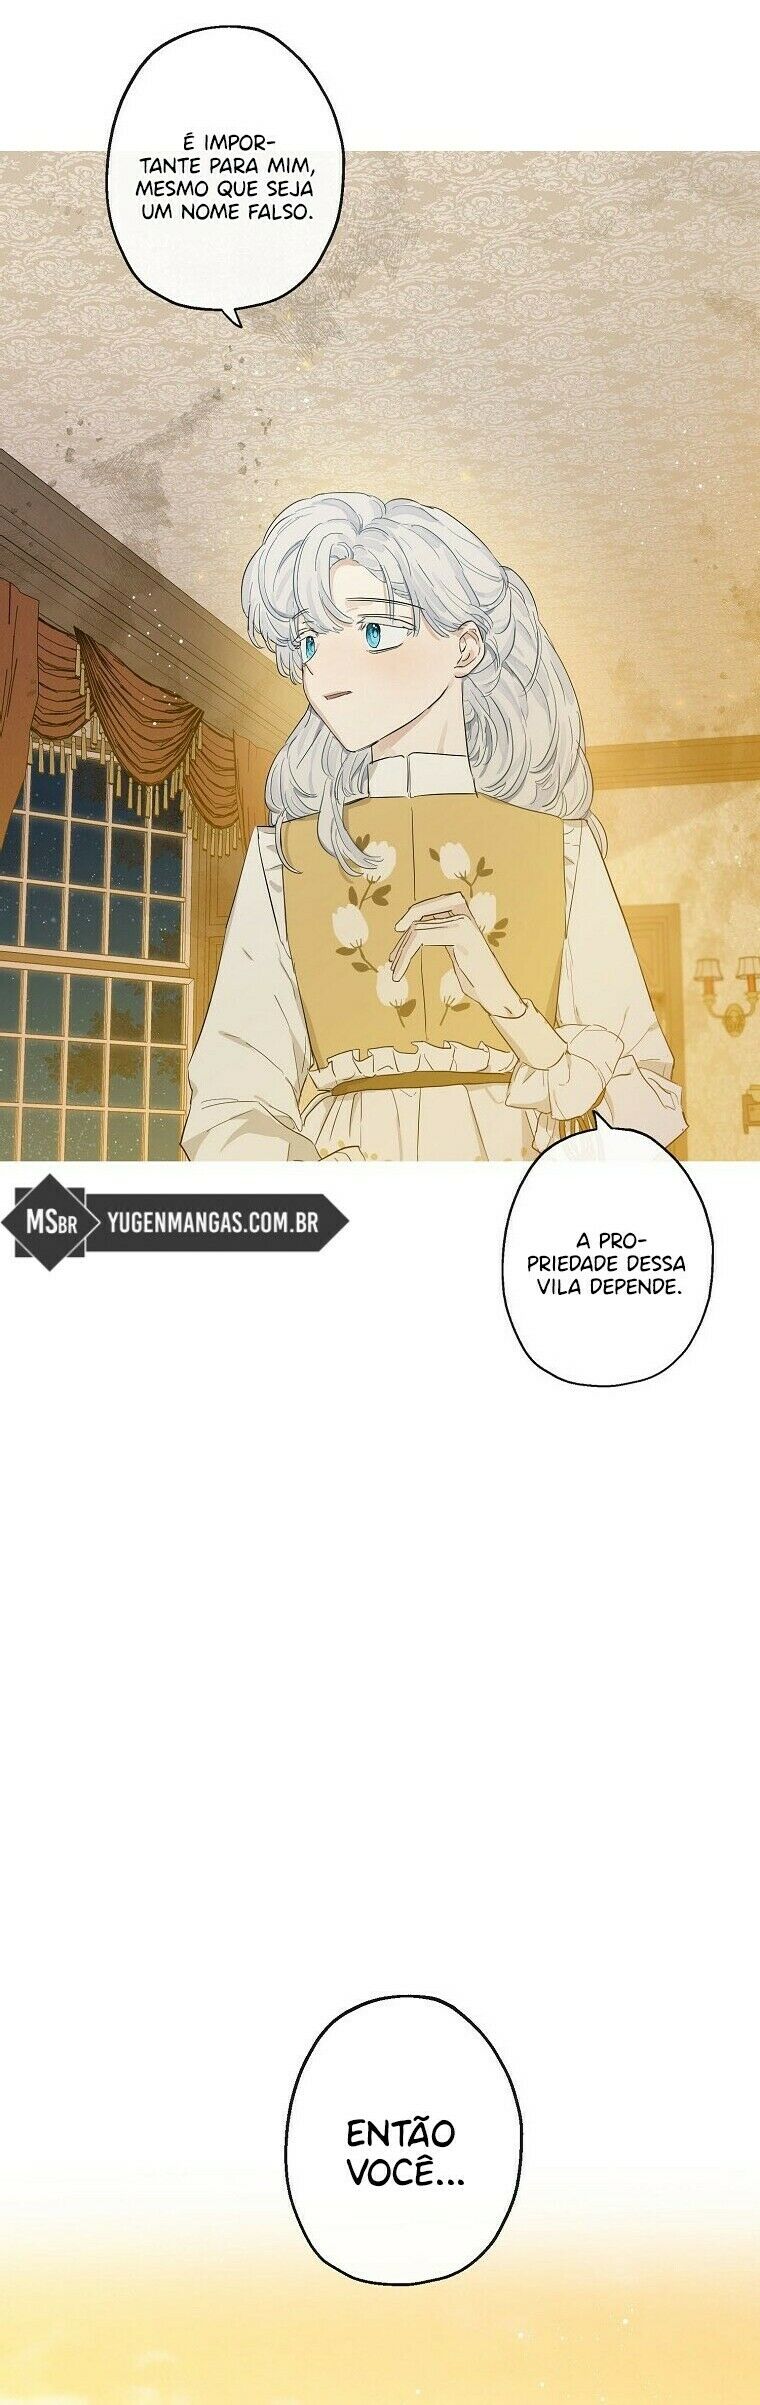 É IMPOR-
TANTE PARA MIM,
MESMO QUE SEJA
UM NOME FALSO.
MSBR YUGENMANGAS.COM.BR
A PRO-
PRIEDADE DESSA
VILA DEPENDE.
ENTÃO
VOCÊ...